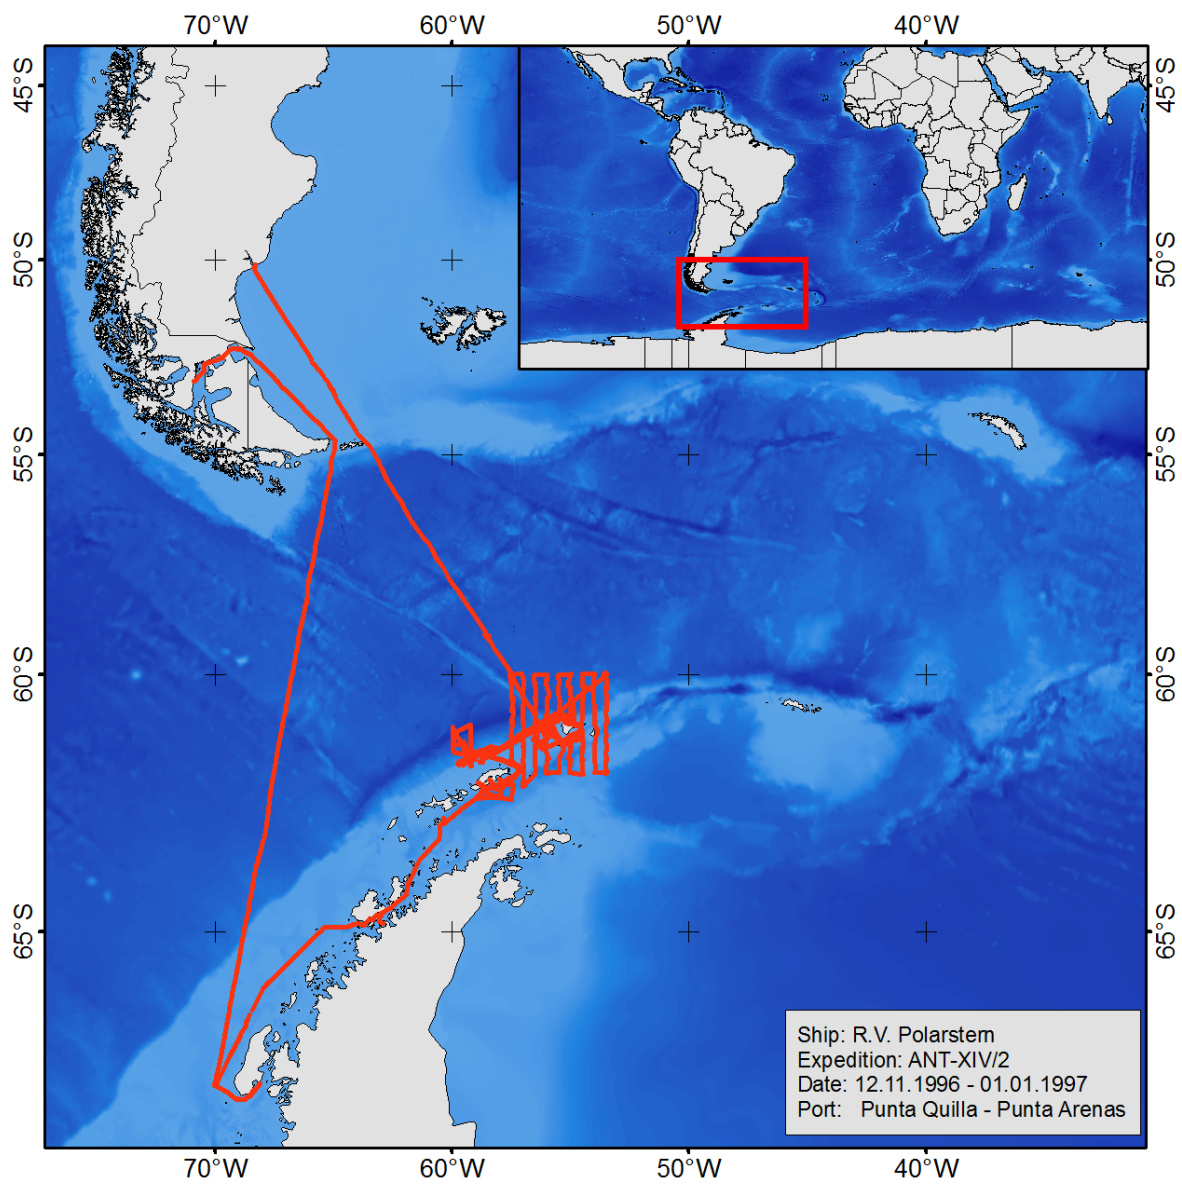 70°W 60°W 50°W 40°W
45°S 45°S
50°S 50°S
55°S 55°S
60°S 60°S
65°S 65°S
Ship: R.V. Polarstern
Expedition: ANT-XIV/2
Date: 12.11.1996 - 01.01.1997
Port: Punta Quilla - Punta Arenas
70°W 60°W 50°W 40°W